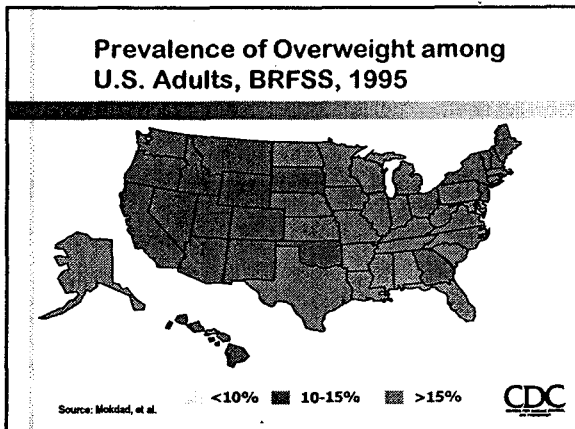 Prevalence of Overweight among
U.S. Adults, BRFSS, 1995
<10% 10-15% >15%
Source: Mokdad, et al.
CDC